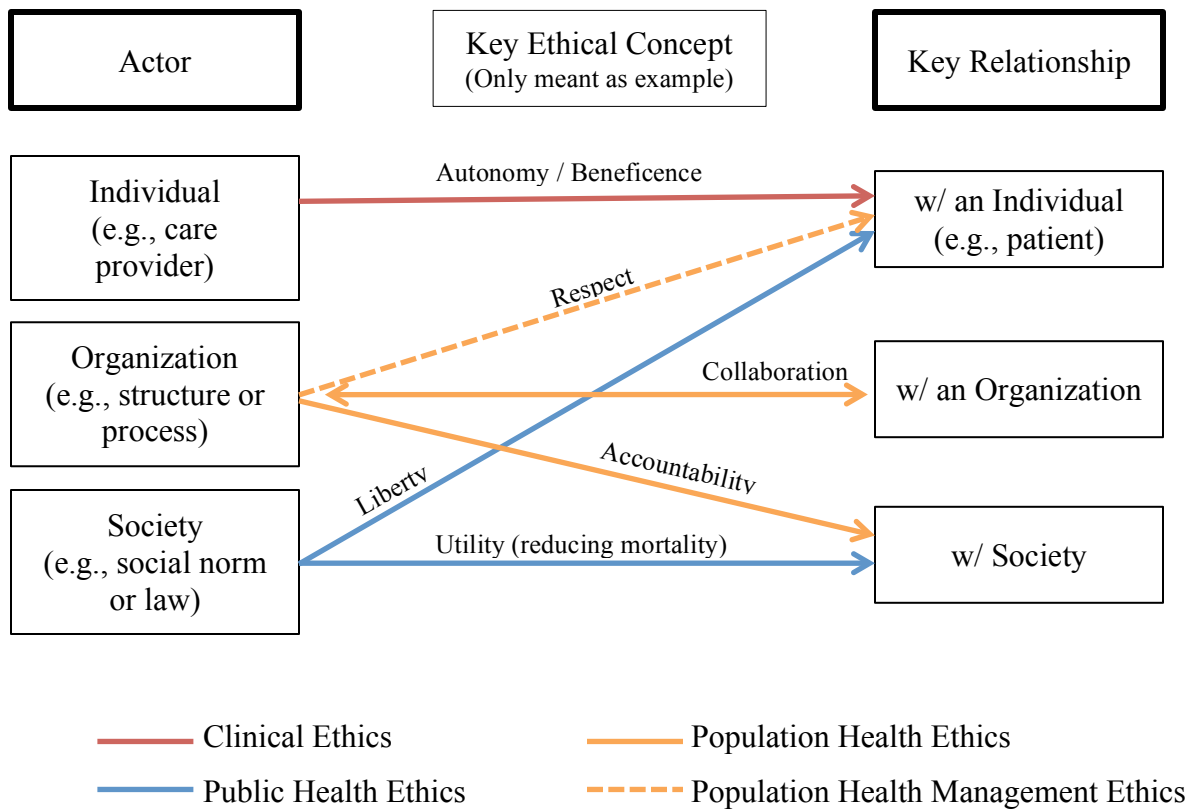 Actor
Key Ethical Concept
(Only meant as example)
Key Relationship
Individual
(e.g., care
provider)
Autonomy / Beneficence
w/ an Individual
(e.g., patient)
Respect
Organization
(e.g., structure or
process)
Collaboration
w/ an Organization
Accountability
Liberty
Society
(e.g., social norm
or law)
Utility (reducing mortality)
w/ Society
Clinical Ethics
Population Health Ethics
Public Health Ethics
Population Health Management Ethics